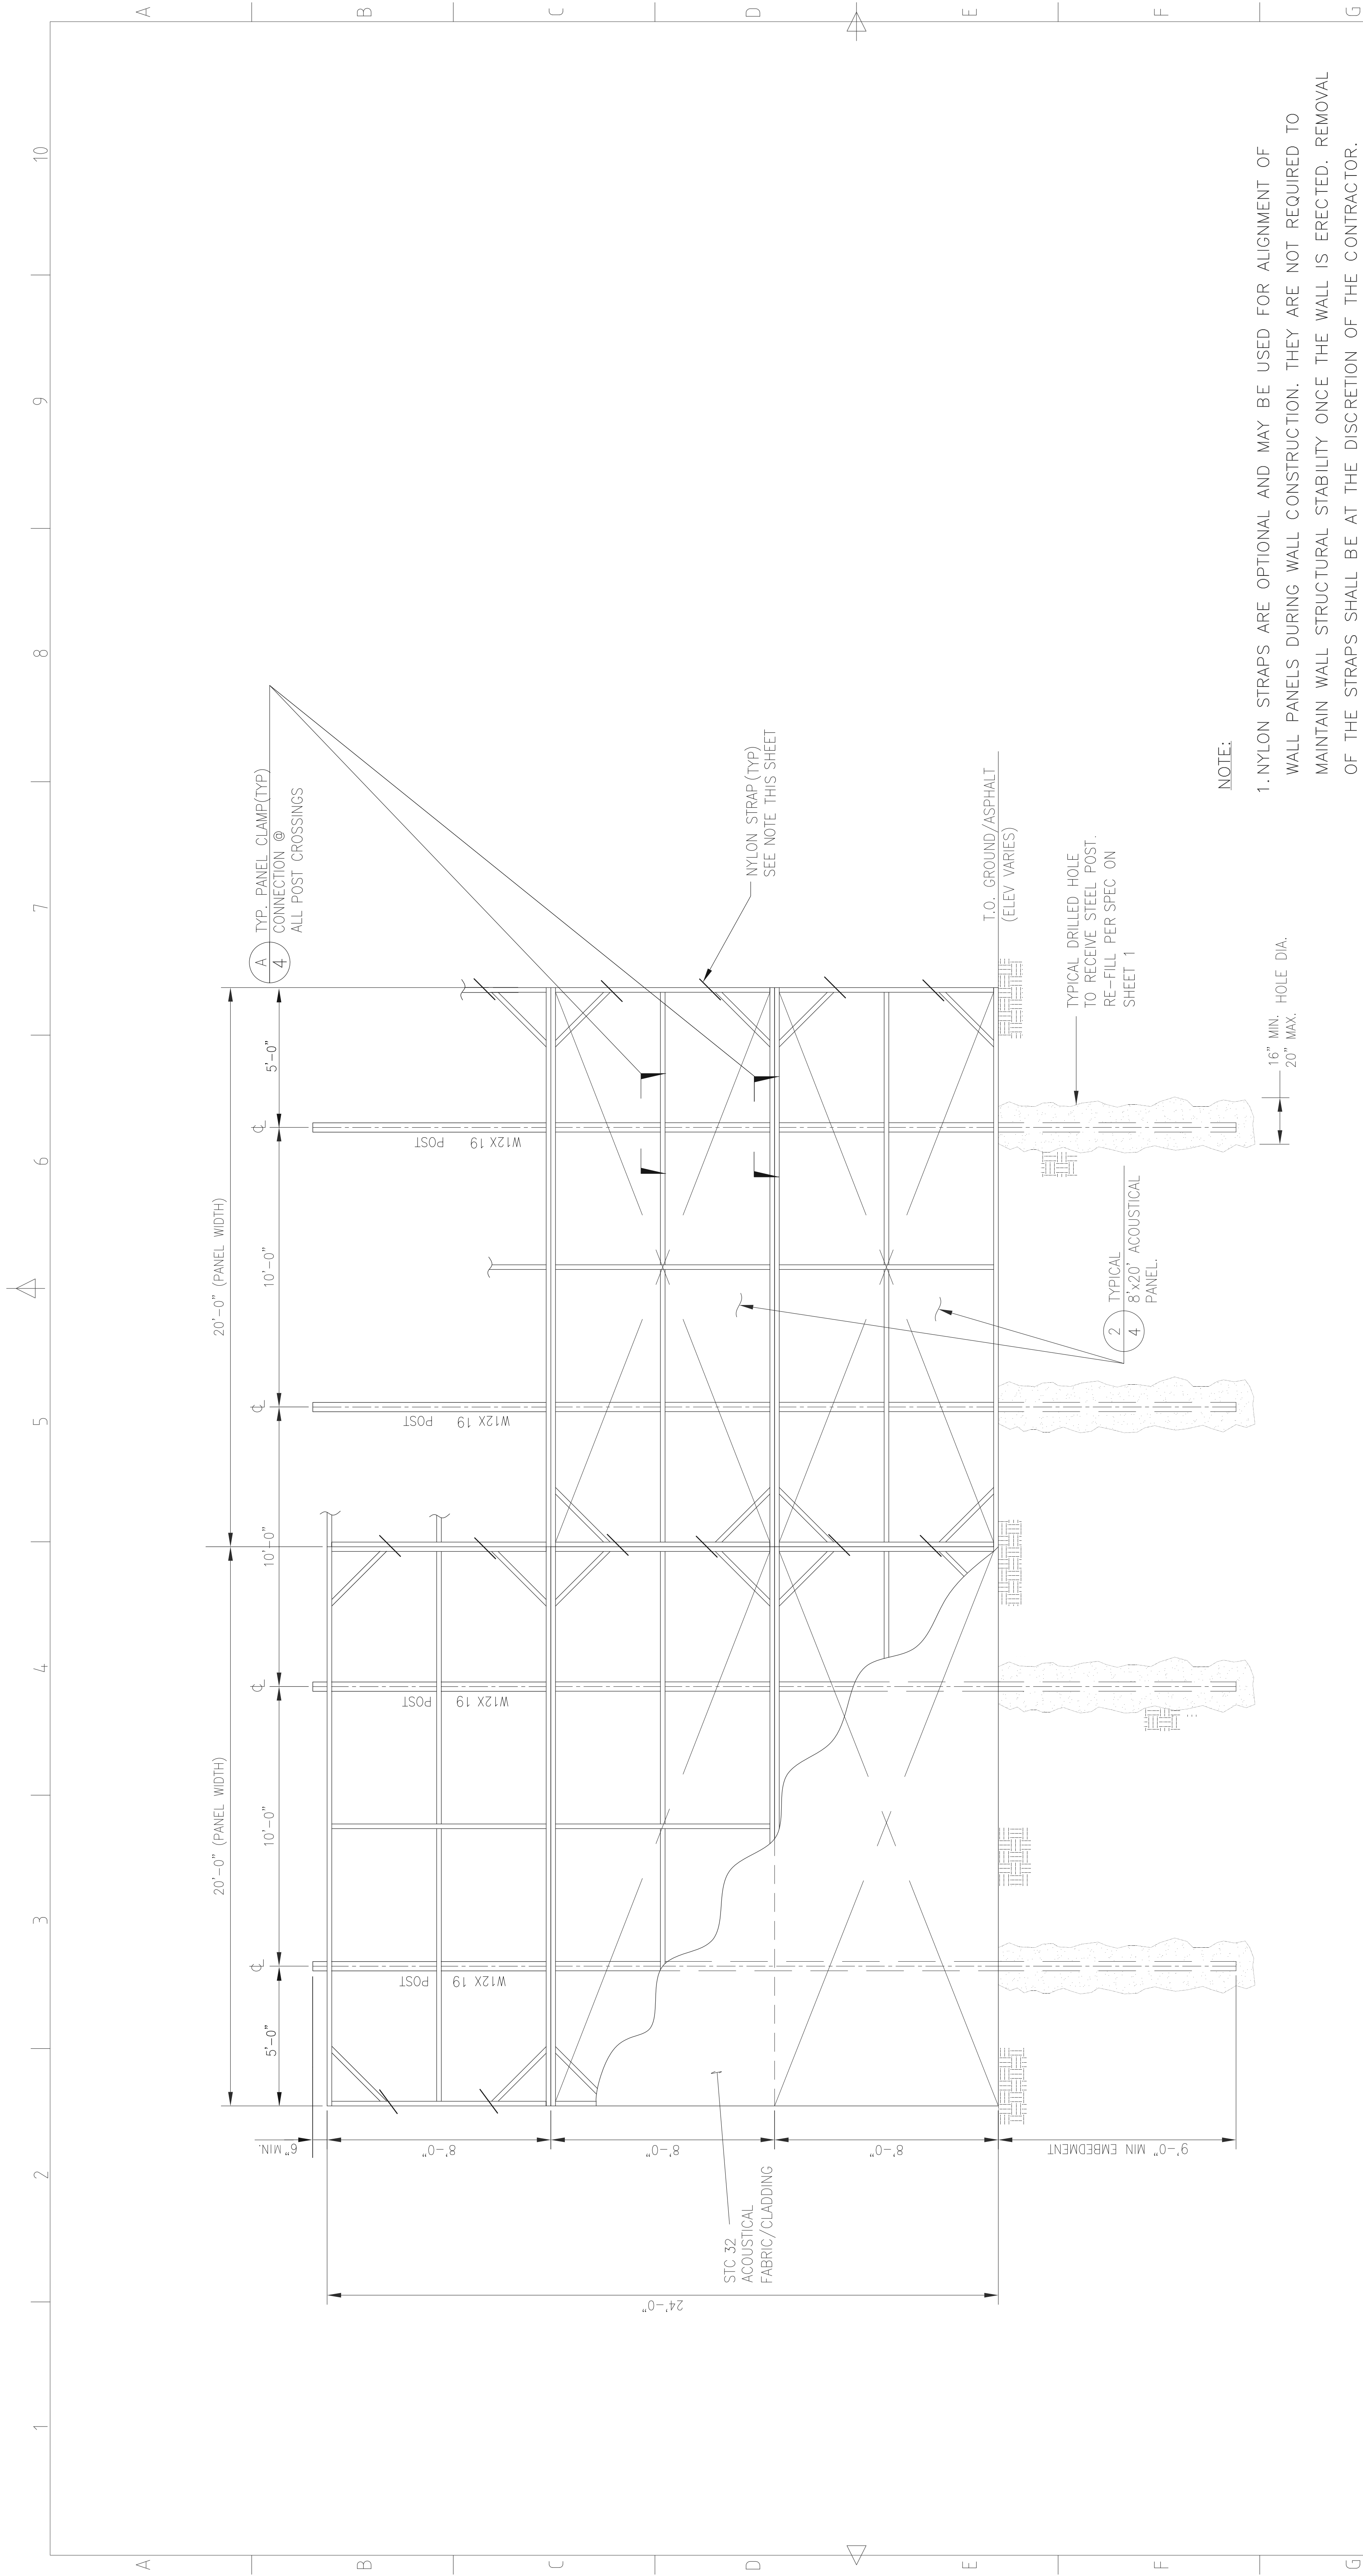 1
2
3
4
5
6
7
8
9
10
A
B
C
D
E
F
G
A
B
C
D
E
F
G
20'-0" (PANEL WIDTH)
20'-0" (PANEL WIDTH)
5'-0"
10'-0"
10'-0"
10'-0"
5'-0"
℄
℄
℄
℄
A
4
TYP. PANEL CLAMP(TYP)
CONNECTION @
ALL POST CROSSINGS
6" MIN.
8'-0"
8'-0"
8'-0"
24'-0"
9'-0" MIN EMBEDMENT
W12X 19
POST
W12X 19
POST
W12X 19
POST
W12X 19
POST
STC 32
ACOUSTICAL
FABRIC/CLADDING
NYLON STRAP(TYP)
SEE NOTE THIS SHEET
T.O. GROUND/ASPHALT
(ELEV VARIES)
TYPICAL DRILLED HOLE
TO RECEIVE STEEL POST.
RE-FILL PER SPEC ON
SHEET 1
2
4
TYPICAL
8'x20' ACOUSTICAL
PANEL.
16" MIN. HOLE DIA.
20" MAX.
NOTE:
1. NYLON STRAPS ARE OPTIONAL AND MAY BE USED FOR ALIGNMENT OF
WALL PANELS DURING WALL CONSTRUCTION. THEY ARE NOT REQUIRED TO
MAINTAIN WALL STRUCTURAL STABILITY ONCE THE WALL IS ERECTED. REMOVAL
OF THE STRAPS SHALL BE AT THE DISCRETION OF THE CONTRACTOR.